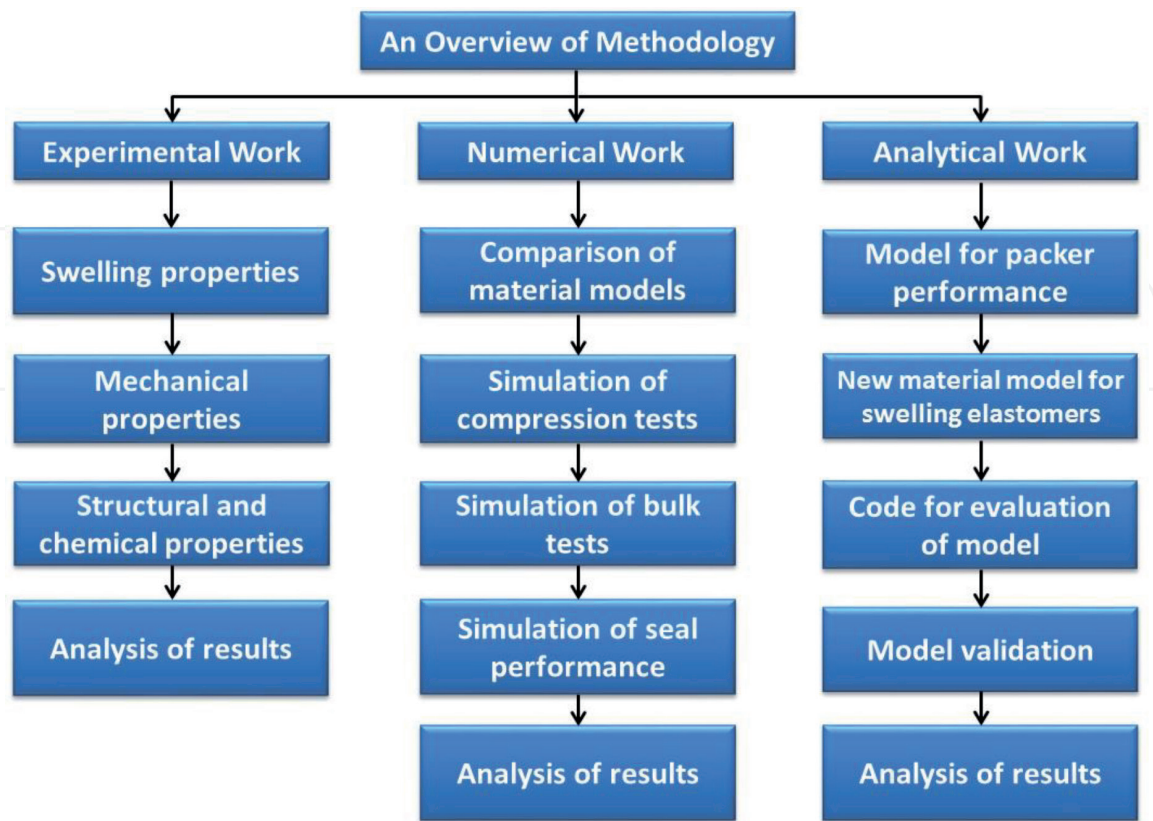 An Overview of Methodology
Experimental Work
Swelling properties
Mechanical
properties
Structural and
chemical properties
Analysis of results
Numerical Work
Comparison of
material models
Simulation of
compression tests
Simulation of bulk
tests
Simulation of seal
performance
Analysis of results
Analytical Work
Model for packer
performance
New material model for
swelling elastomers
Code for evaluation
of model
Model validation
Analysis of results